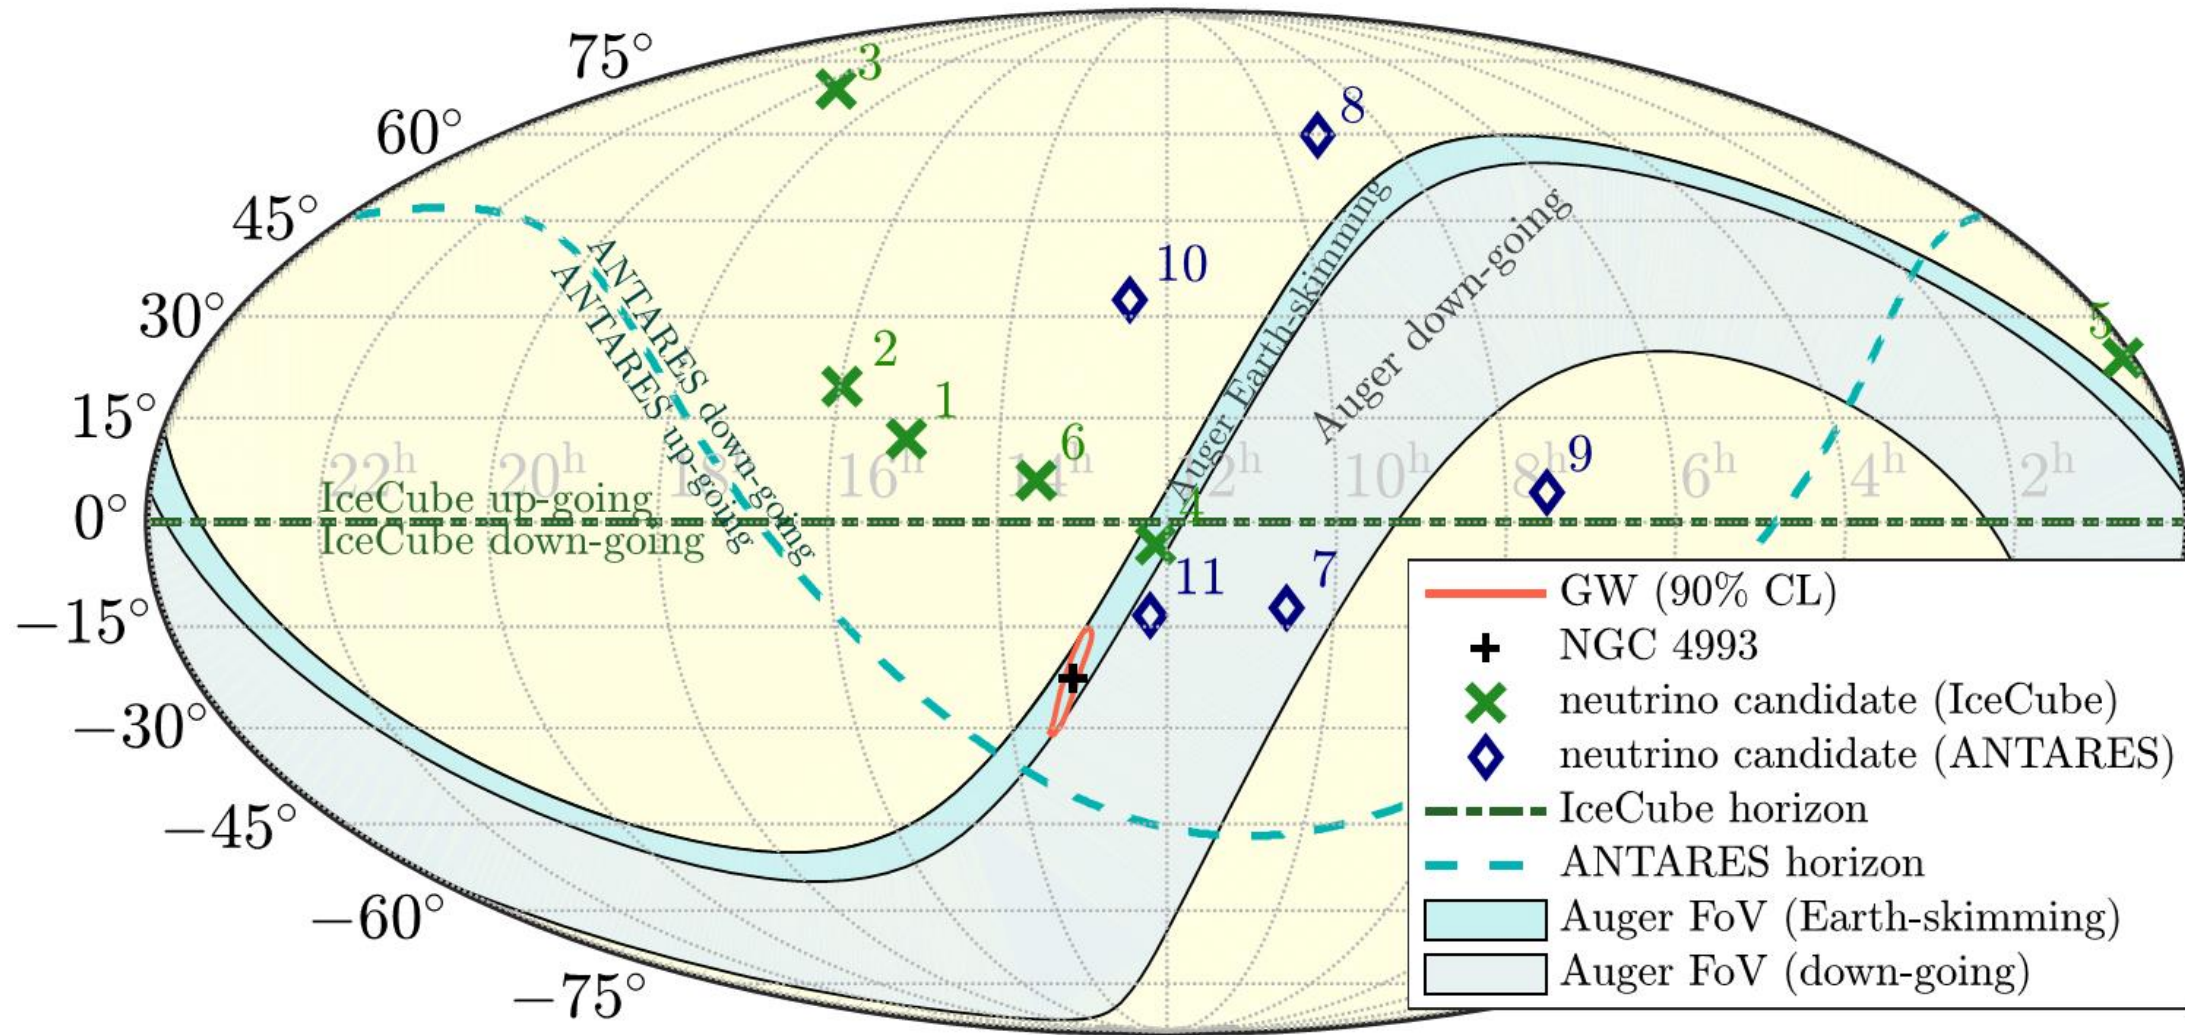 75°
3
60°
8
45°
ANTARES down-going
ANTARES up-going
10
Auger Earth-skimming
Auger down-going
30°
5
2
1
15°
6
9
22h
20h
18h
16h
14h
12h
10h
8h
6h
4h
2h
IceCube up-going
0°
4
IceCube down-going
11
7
−15°
−30°
−45°
−60°
−75°
GW (90% CL)
NGC 4993
neutrino candidate (IceCube)
neutrino candidate (ANTARES)
IceCube horizon
ANTARES horizon
Auger FoV (Earth-skimming)
Auger FoV (down-going)